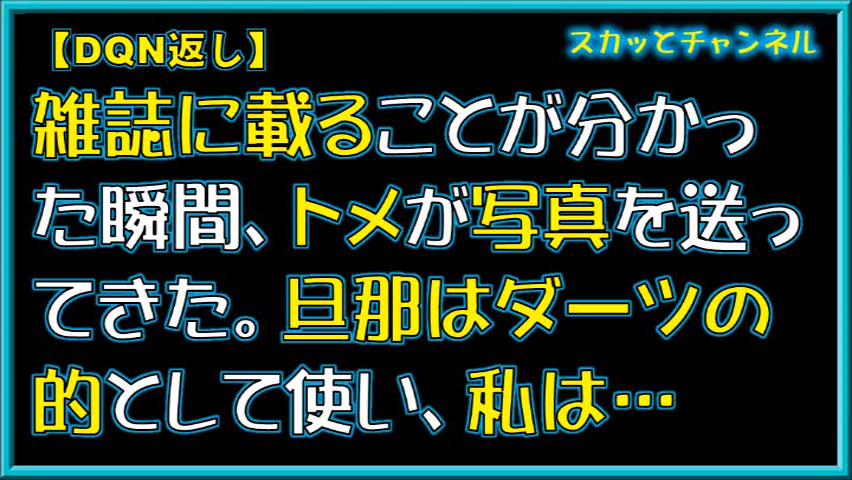 【DQN返し】
スカッとチャンネル
雑誌に載ることが分かっ
た瞬間、トメが写真を送っ
てきた。旦那はダーツの
的として使い、私は…